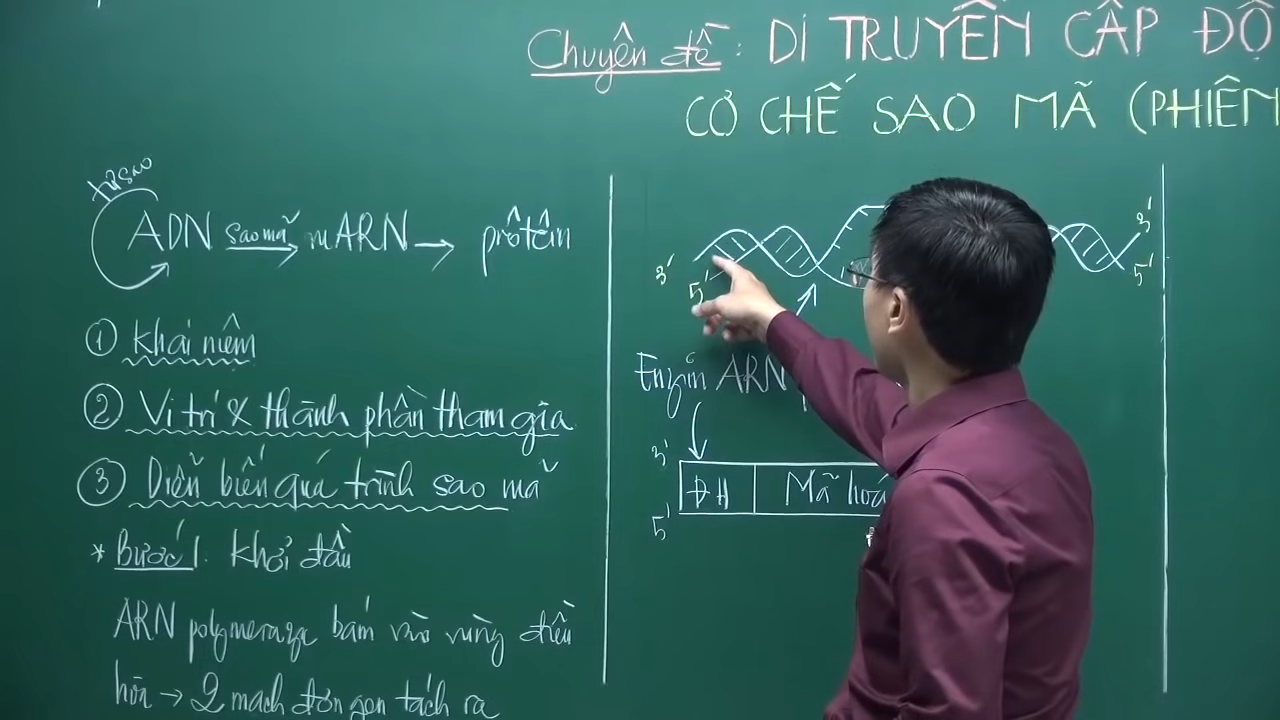 Chuyên đề: DI TRUYỀN CẤP ĐỘ
CƠ CHẾ SAO MÃ (PHIÊN
tự sao
ADN sao mã mARN prôtêin
① Khái niệm
② Vị trí & thành phần tham gia
③ Diễn biến quá trình sao mã
* Bước 1. Khởi đầu
ARN polymeraza bám vào vùng điều
hòa → 2 mạch đơn gen tách ra
3'
5'
3'
5'
Enzim ARN
3'
ĐH Mã hoá
5'